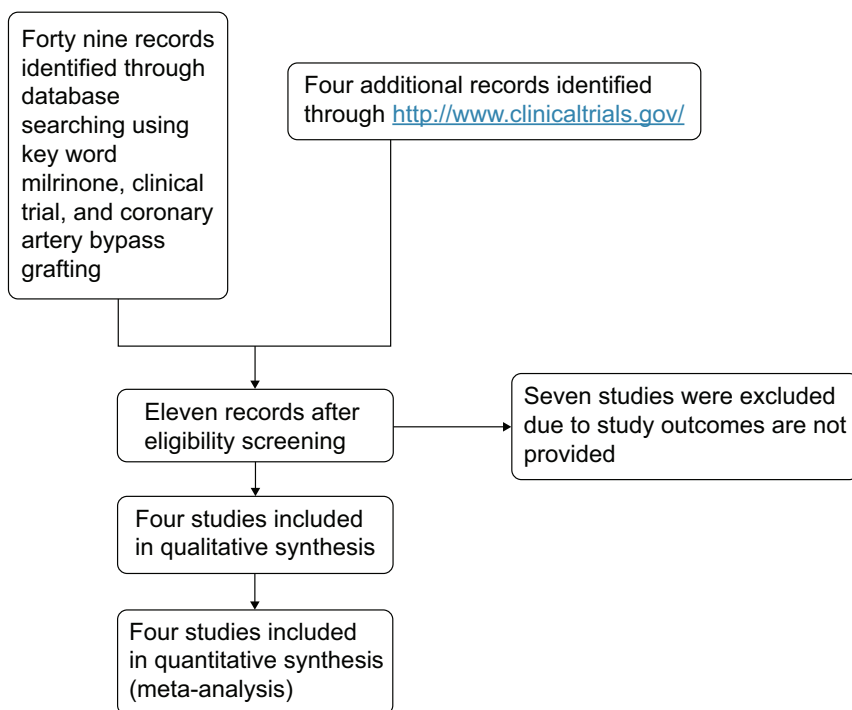 Forty nine records
identified through
database
searching using
key word
milrinone, clinical
trial, and coronary
artery bypass
grafting
Four additional records identified
through http://www.clinicaltrials.gov/
Eleven records after
eligibility screening
Seven studies were excluded
due to study outcomes are not
provided
Four studies included
in qualitative synthesis
Four studies included
in quantitative synthesis
(meta-analysis)